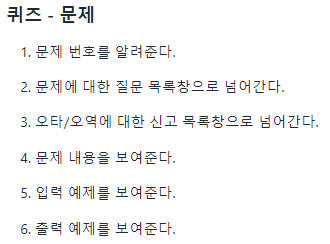 퀴즈 - 문제
1. 문제 번호를 알려준다.
2. 문제에 대한 질문 목록창으로 넘어간다.
3. 오타/오역에 대한 신고 목록창으로 넘어간다.
4. 문제 내용을 보여준다.
5. 입력 예제를 보여준다.
6. 출력 예제를 보여준다.